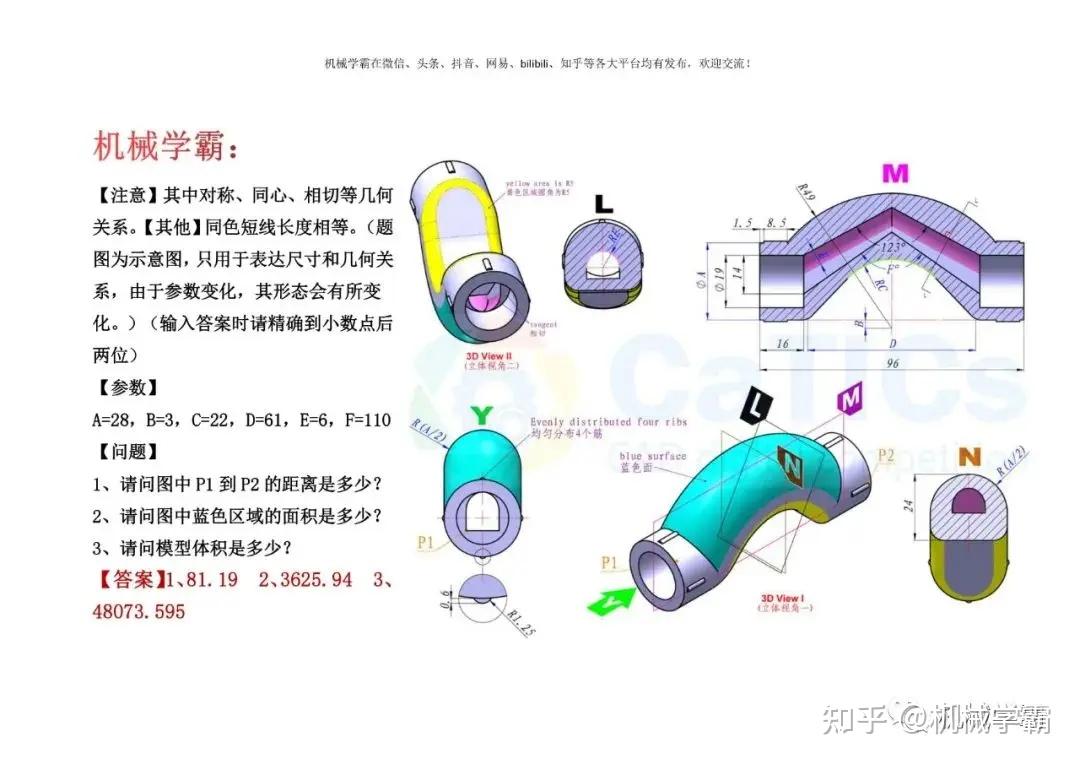 机械学霸在微信、头条、抖音、网易、bilibili、知乎等各大平台均有发布，欢迎交流！
机械学霸：
【注意】其中对称、同心、相切等几何
关系。【其他】同色短线长度相等。（题
图为示意图，只用于表达尺寸和几何关
系，由于参数变化，其形态会有所变
化。）（输入答案时请精确到小数点后
两位）
【参数】
A=28，B=3，C=22，D=61，E=6，F=110
【问题】
1、请问图中P1到P2的距离是多少？
2、请问图中蓝色区域的面积是多少？
3、请问模型体积是多少？
【答案】1、81.19 2、3625.94 3、
48073.595
yellow area is R5
黄色区域圆角为R5
tangent
相切
3D View II
(立体视角二)
L
RE
M
R49
1.5
8.5
123°
F°
RC
ØA
Ø19
14
B
16
D
96
Y
R(A/2)
Evenly distributed four ribs
均匀分布4个筋
P1
0.6
R1.25
blue surface
蓝色面
L
M
N
P2
P1
Y
3D View I
(立体视角一)
N
R(A/2)
24
CaTICs
知乎 @机械学霸